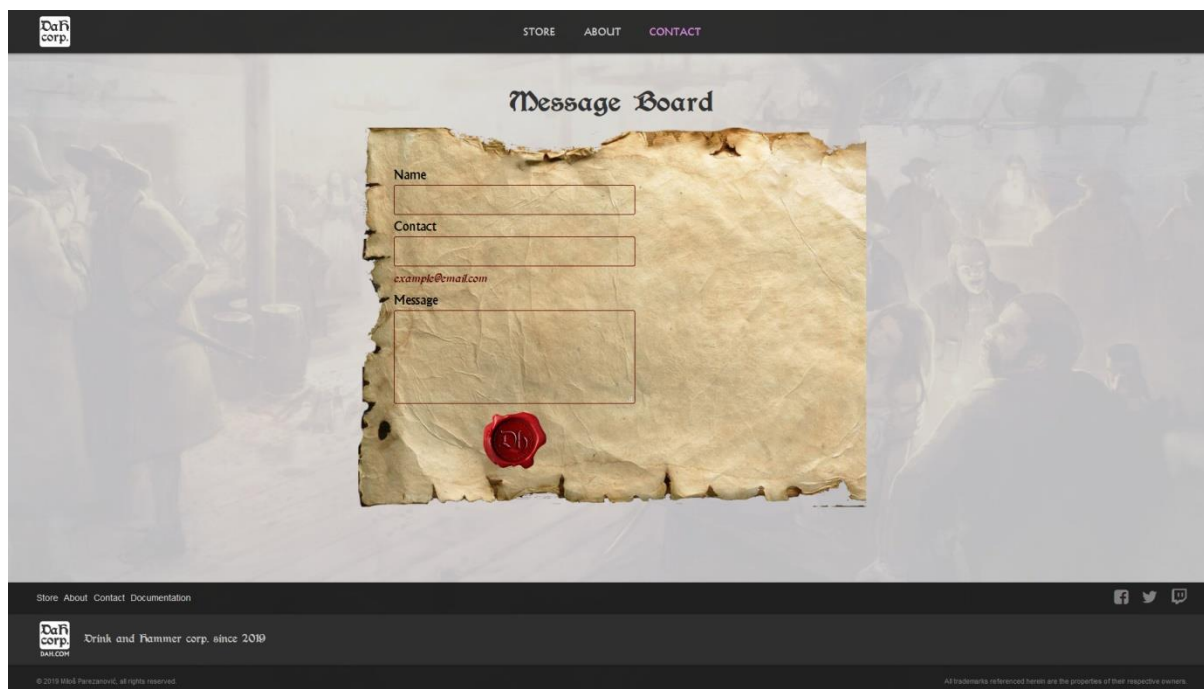 DaH
corp.
STORE ABOUT CONTACT
Message Board
Name
Contact
example@email.com
Message
Dh
Store About Contact Documentation
DaH
corp.
DAH.COM
Drink and Hammer corp. since 2019
© 2019 Miloš Parezanović, all rights reserved.
All trademarks referenced herein are the properties of their respective owners.